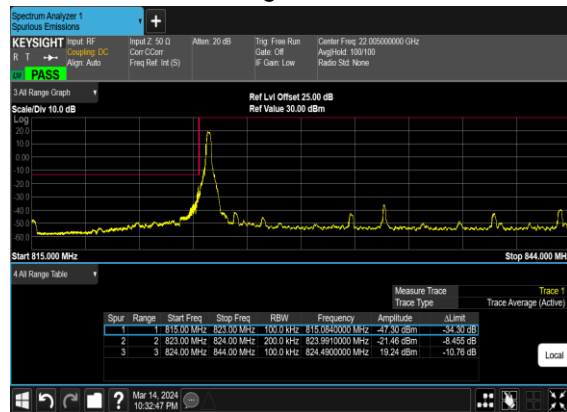 Spectrum Analyzer 1
Spurious Emissions
+
KEYSIGHT Input: RF Input Z: 50 Ω Atten: 20 dB Trig: Free Run Center Freq: 22.005000000 GHz
R T Coupling: DC Corr CCorr Gate: Off Avg|Hold: 100/100
Align: Auto Freq Ref: Int (S) IF Gain: Low Radio Std: None
PASS
3 All Range Graph
Ref Lvl Offset 25.00 dB
Scale/Div 10.0 dB Ref Value 30.00 dBm
Log
20.0
10.0
0.00
-10.0
-20.0
-30.0
-40.0
-50.0
-60.0
Start 815.000 MHz Stop 844.000 MH
4 All Range Table
Measure Trace Trace 1
Trace Type Trace Average (Active)
Spur Range Start Freq Stop Freq RBW Frequency Amplitude ΔLimit
1 1 815.00 MHz 823.00 MHz 100.0 kHz 815.0840000 MHz -47.30 dBm -34.30 dB
2 2 823.00 MHz 824.00 MHz 200.0 kHz 823.9910000 MHz -21.46 dBm -8.455 dB
3 3 824.00 MHz 844.00 MHz 100.0 kHz 824.4900000 MHz 19.24 dBm -10.76 dB
Local
? Mar 14, 2024
10:32:47 PM